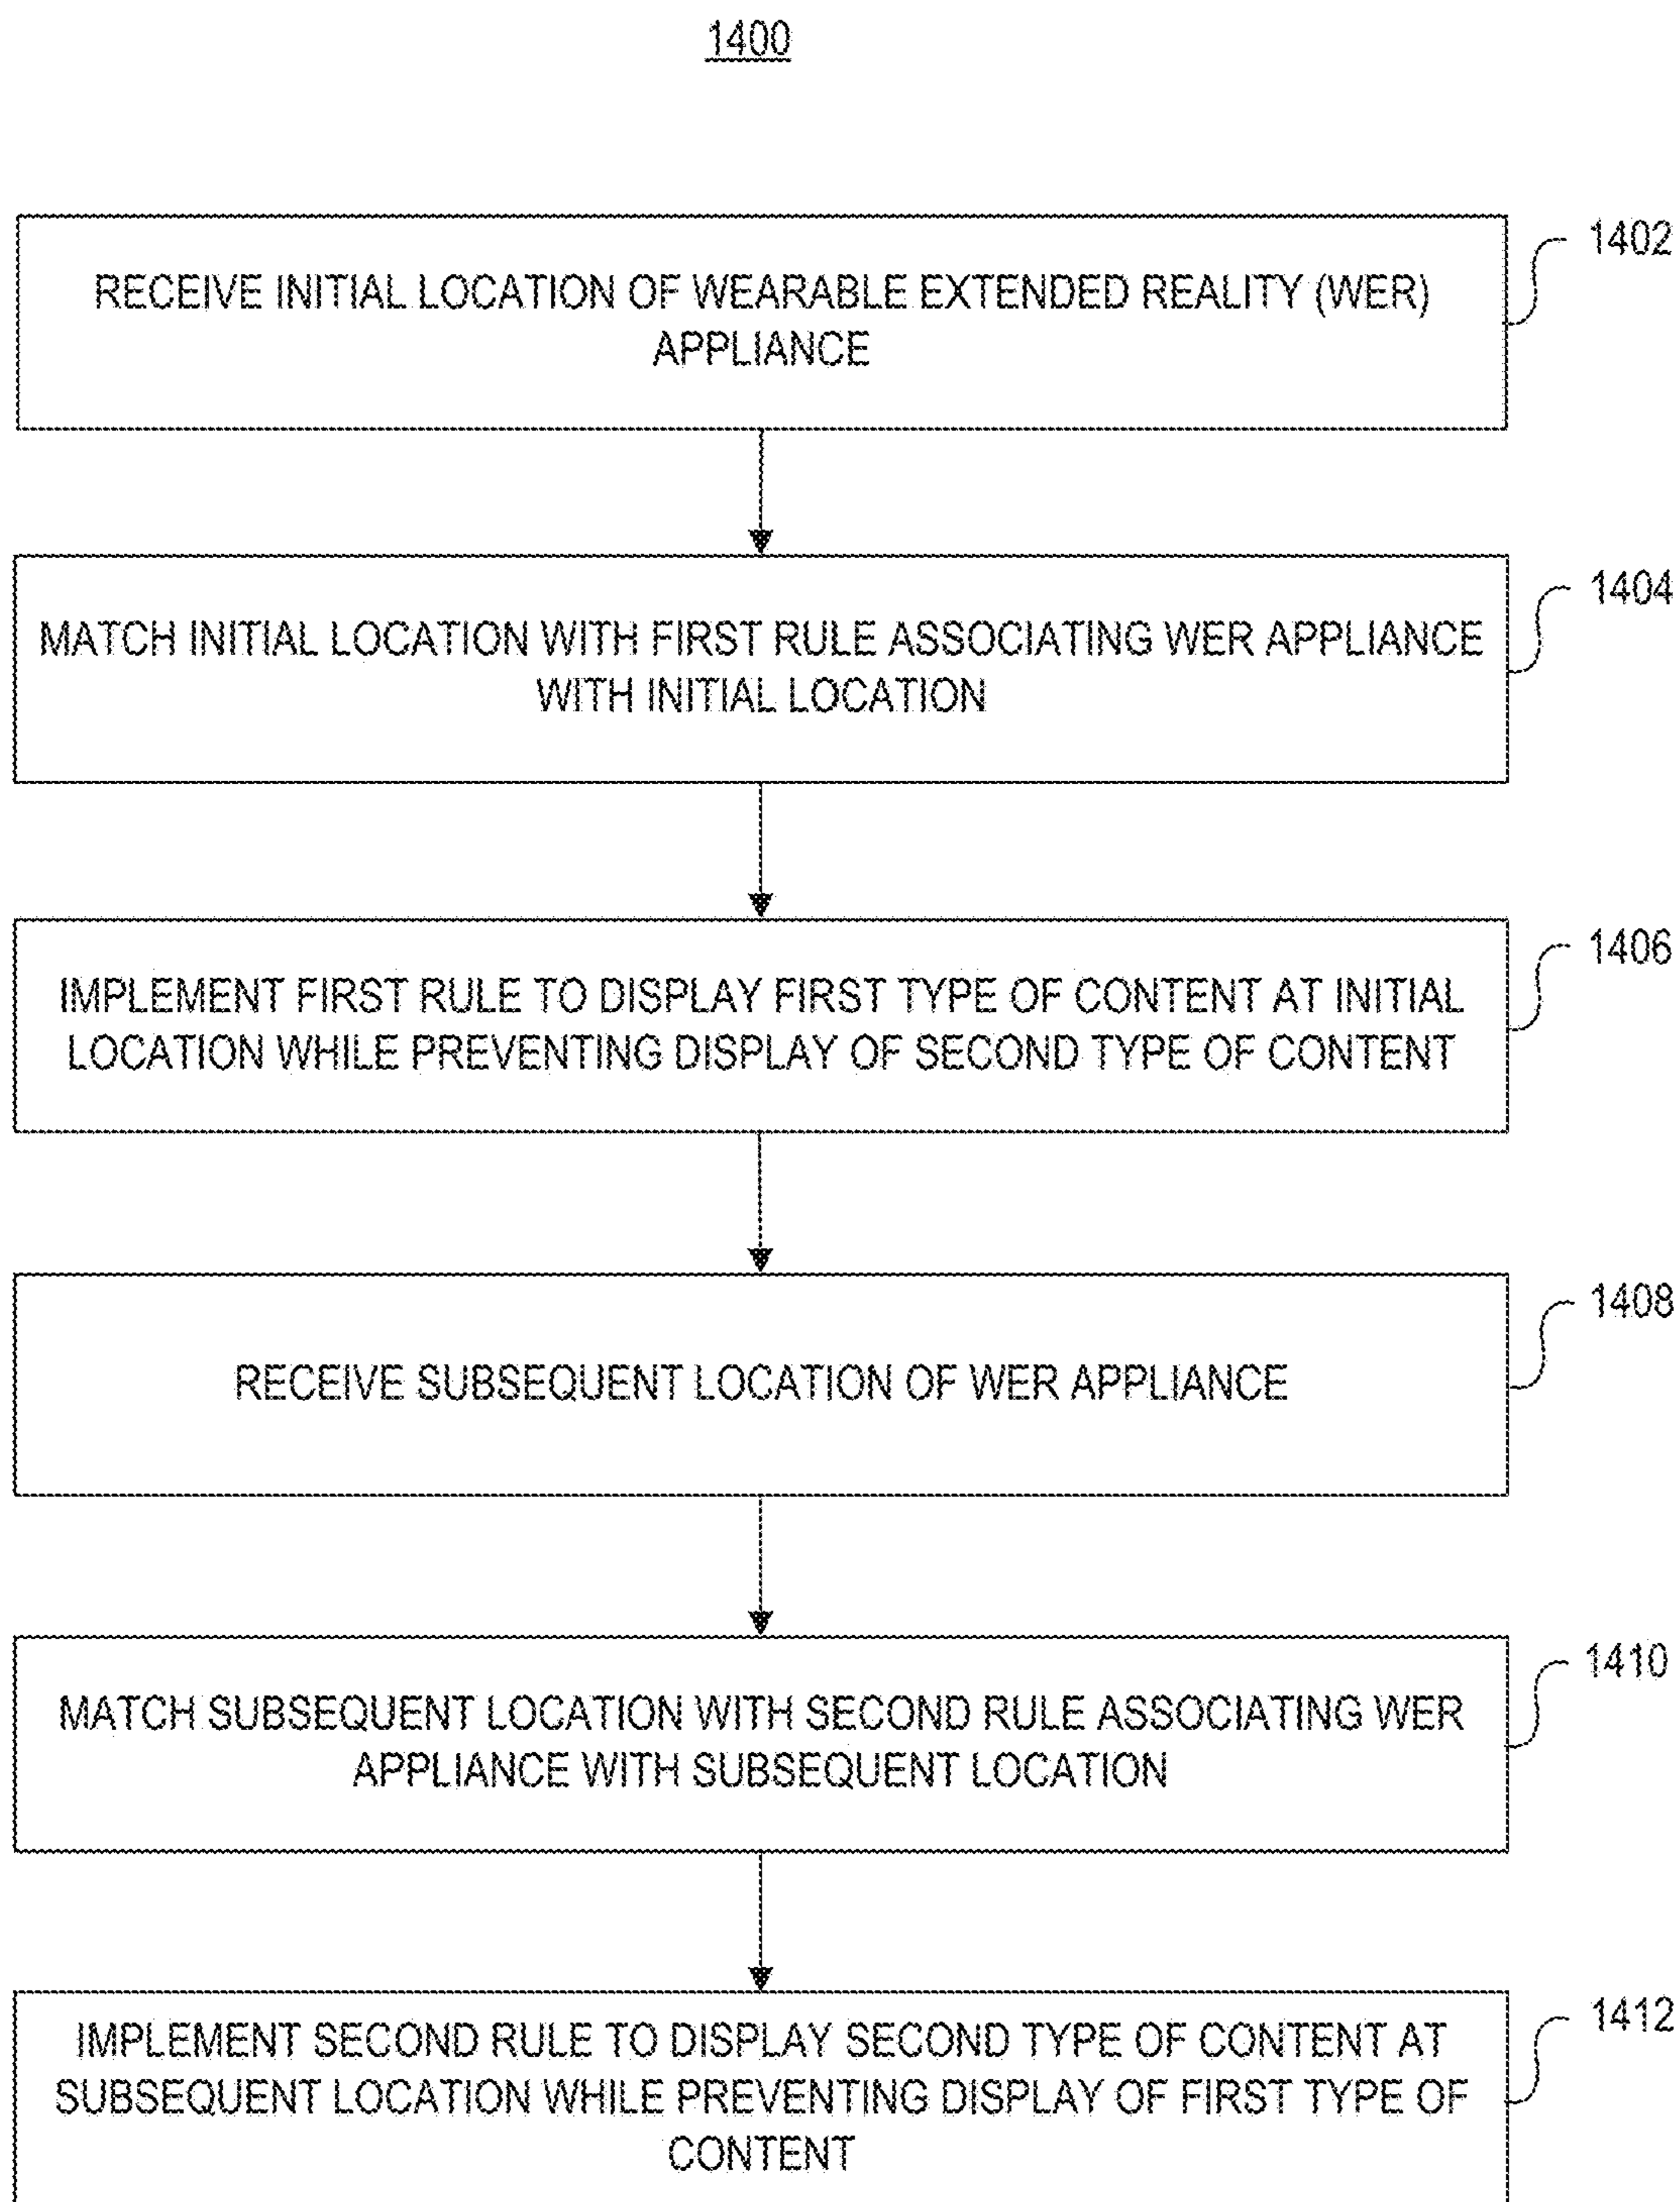 1400
1402
RECEIVE INITIAL LOCATION OF WEARABLE EXTENDED REALITY (WER)
APPLIANCE
1404
MATCH INITIAL LOCATION WITH FIRST RULE ASSOCIATING WER APPLIANCE
WITH INITIAL LOCATION
1406
IMPLEMENT FIRST RULE TO DISPLAY FIRST TYPE OF CONTENT AT INITIAL
LOCATION WHILE PREVENTING DISPLAY OF SECOND TYPE OF CONTENT
1408
RECEIVE SUBSEQUENT LOCATION OF WER APPLIANCE
1410
MATCH SUBSEQUENT LOCATION WITH SECOND RULE ASSOCIATING WER
APPLIANCE WITH SUBSEQUENT LOCATION
1412
IMPLEMENT SECOND RULE TO DISPLAY SECOND TYPE OF CONTENT AT
SUBSEQUENT LOCATION WHILE PREVENTING DISPLAY OF FIRST TYPE OF
CONTENT